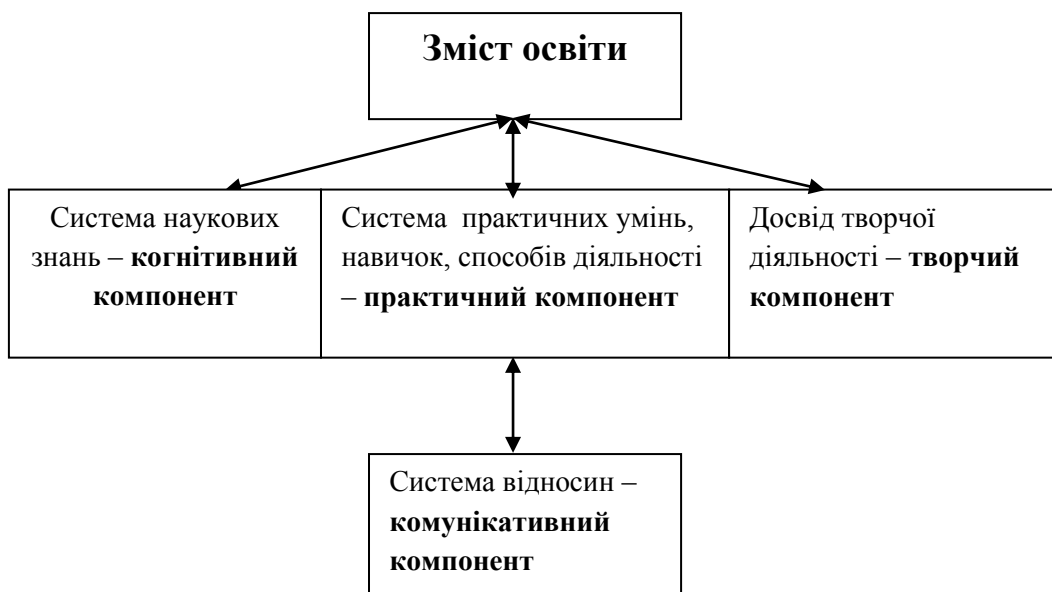 Зміст освіти
Система наукових
знань – когнітивний
компонент
Система практичних умінь,
навичок, способів діяльності
– практичний компонент
Досвід творчої
діяльності – творчий
компонент
Система відносин –
комунікативний
компонент